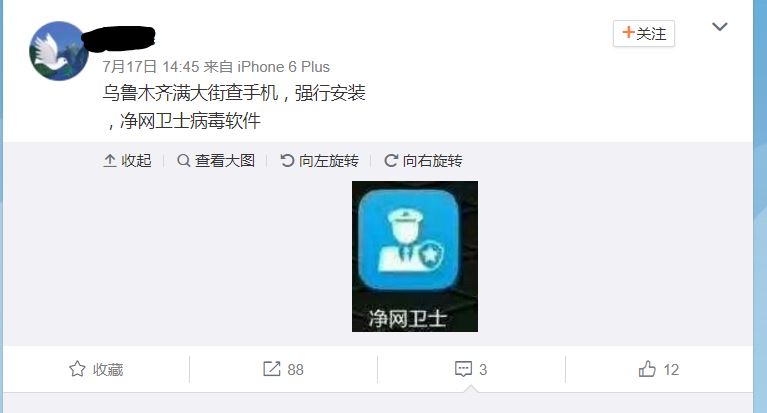 +关注
7月17日 14:45 来自 iPhone 6 Plus
乌鲁木齐满大街查手机，强行安装
，净网卫士病毒软件
收起 查看大图 向左旋转 向右旋转
净网卫士
收藏 88 3 12